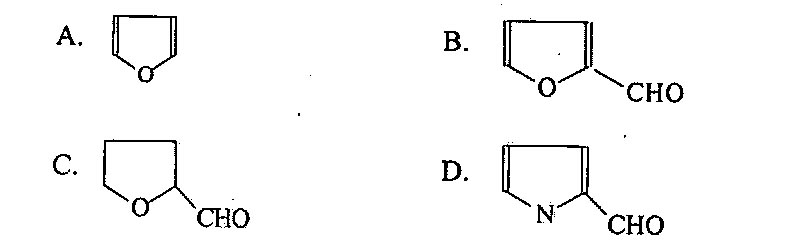 A. O
B. O CHO
C. O CHO
D. N CHO